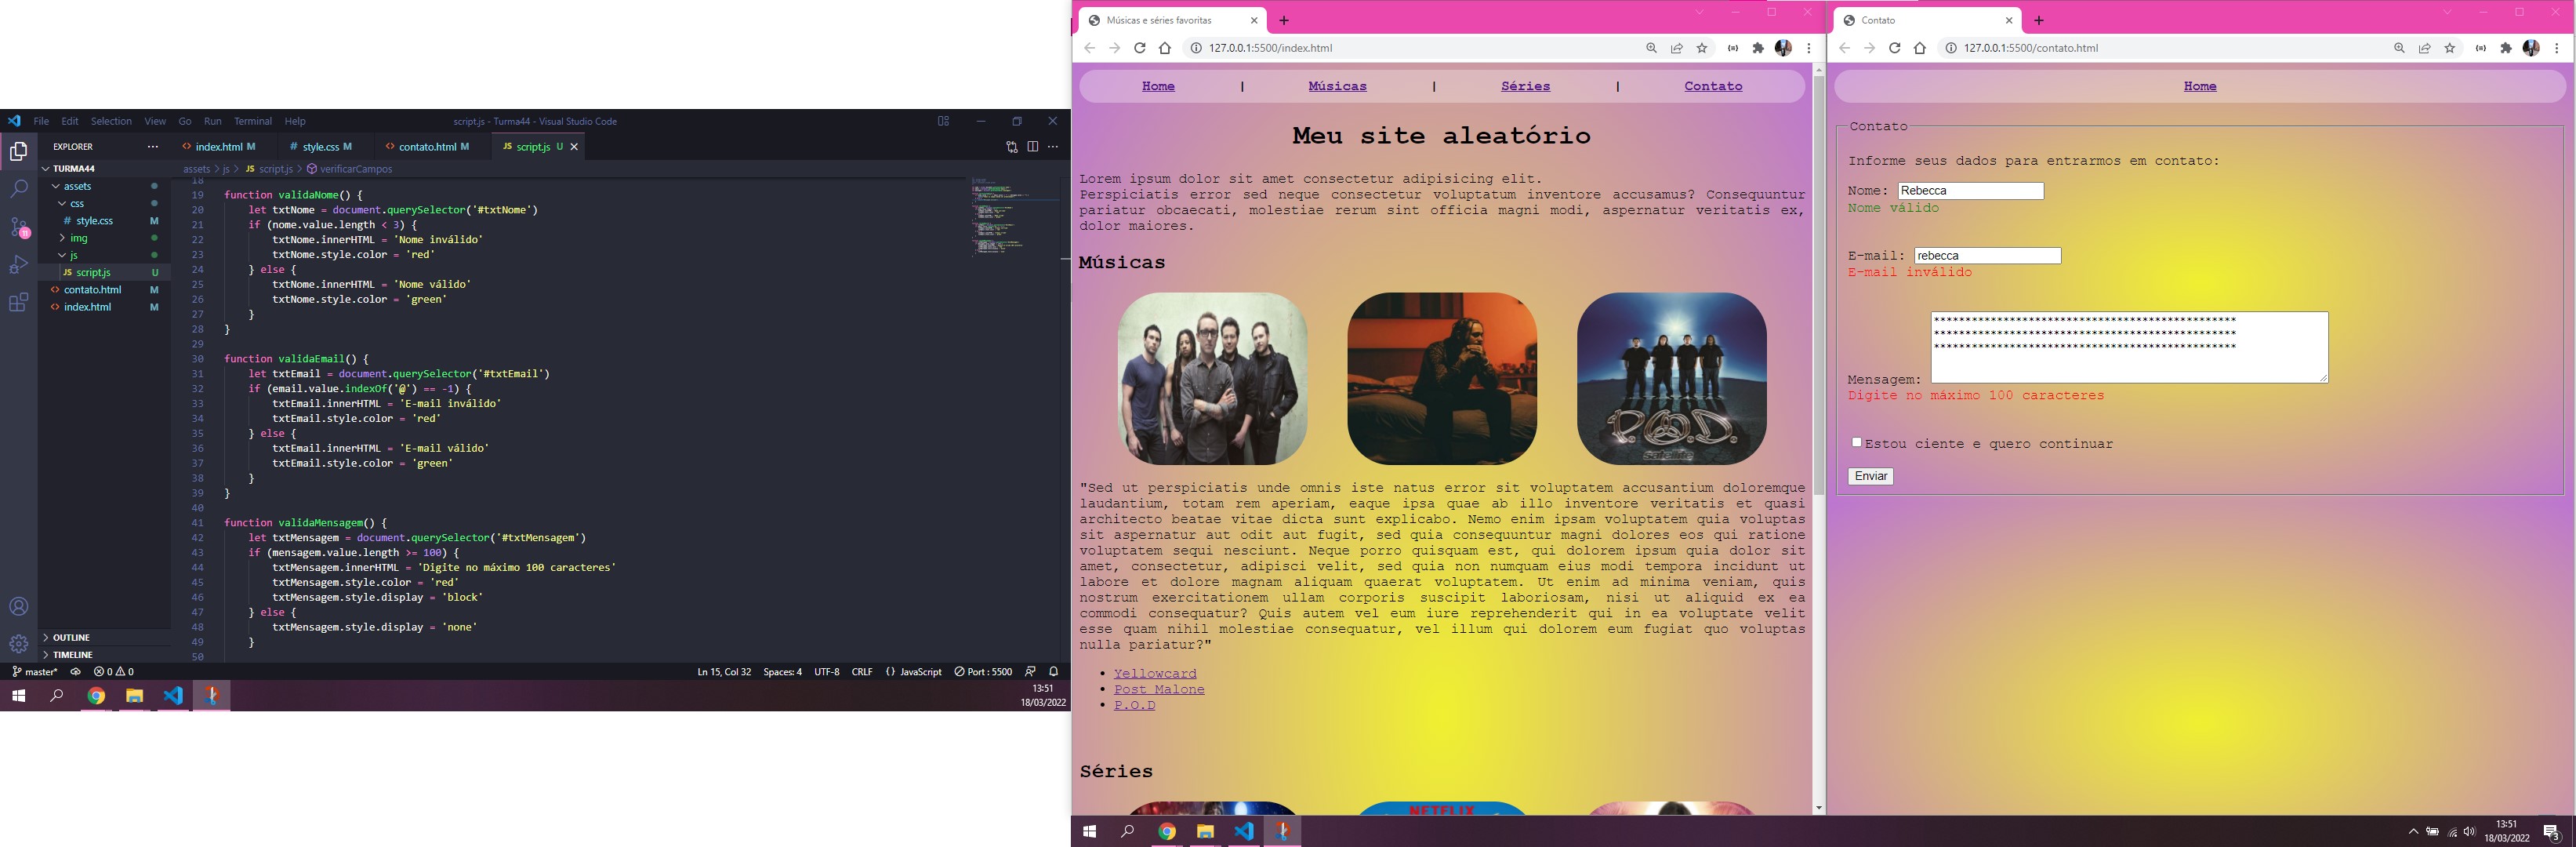 File Edit Selection View Go Run Terminal Help
script.js - Turma44 - Visual Studio Code
EXPLORER
TURMA44
assets
css
style.css M
img
js
script.js U
contato.html M
index.html M
OUTLINE
TIMELINE
index.html M
style.css M
contato.html M
script.js U
assets > js > script.js > verificarCampos
18
19 function validaNome() {
20 let txtNome = document.querySelector('#txtNome')
21 if (nome.value.length < 3) {
22 txtNome.innerHTML = 'Nome inválido'
23 txtNome.style.color = 'red'
24 } else {
25 txtNome.innerHTML = 'Nome válido'
26 txtNome.style.color = 'green'
27 }
28 }
29
30 function validaEmail() {
31 let txtEmail = document.querySelector('#txtEmail')
32 if (email.value.indexOf('@') == -1) {
33 txtEmail.innerHTML = 'E-mail inválido'
34 txtEmail.style.color = 'red'
35 } else {
36 txtEmail.innerHTML = 'E-mail válido'
37 txtEmail.style.color = 'green'
38 }
39 }
40
41 function validaMensagem() {
42 let txtMensagem = document.querySelector('#txtMensagem')
43 if (mensagem.value.length >= 100) {
44 txtMensagem.innerHTML = 'Digite no máximo 100 caracteres'
45 txtMensagem.style.color = 'red'
46 txtMensagem.style.display = 'block'
47 } else {
48 txtMensagem.style.display = 'none'
49 }
50
master* 0 0
Ln 15, Col 32 Spaces: 4 UTF-8 CRLF {} JavaScript Port : 5500
13:51
18/03/2022
Músicas e séries favoritas
127.0.0.1:5500/index.html
Home | Músicas | Séries | Contato
Meu site aleatório
Lorem ipsum dolor sit amet consectetur adipisicing elit.
Perspiciatis error sed neque consectetur voluptatum inventore accusamus? Consequuntur
pariatur obcaecati, molestiae rerum sint officia magni modi, aspernatur veritatis ex,
dolor maiores.
Músicas
P.O.D.
satellite
"Sed ut perspiciatis unde omnis iste natus error sit voluptatem accusantium doloremque
laudantium, totam rem aperiam, eaque ipsa quae ab illo inventore veritatis et quasi
architecto beatae vitae dicta sunt explicabo. Nemo enim ipsam voluptatem quia voluptas
sit aspernatur aut odit aut fugit, sed quia consequuntur magni dolores eos qui ratione
voluptatem sequi nesciunt. Neque porro quisquam est, qui dolorem ipsum quia dolor sit
amet, consectetur, adipisci velit, sed quia non numquam eius modi tempora incidunt ut
labore et dolore magnam aliquam quaerat voluptatem. Ut enim ad minima veniam, quis
nostrum exercitationem ullam corporis suscipit laboriosam, nisi ut aliquid ex ea
commodi consequatur? Quis autem vel eum iure reprehenderit qui in ea voluptate velit
esse quam nihil molestiae consequatur, vel illum qui dolorem eum fugiat quo voluptas
nulla pariatur?"
Yellowcard
Post Malone
P.O.D
Séries
NETFLIX
Contato
127.0.0.1:5500/contato.html
Home
Contato
Informe seus dados para entrarmos em contato:
Nome: Rebecca
Nome válido
E-mail: rebecca
E-mail inválido
************************************************
************************************************
************************************************
Mensagem:
Digite no máximo 100 caracteres
Estou ciente e quero continuar
Enviar
13:51
18/03/2022
3